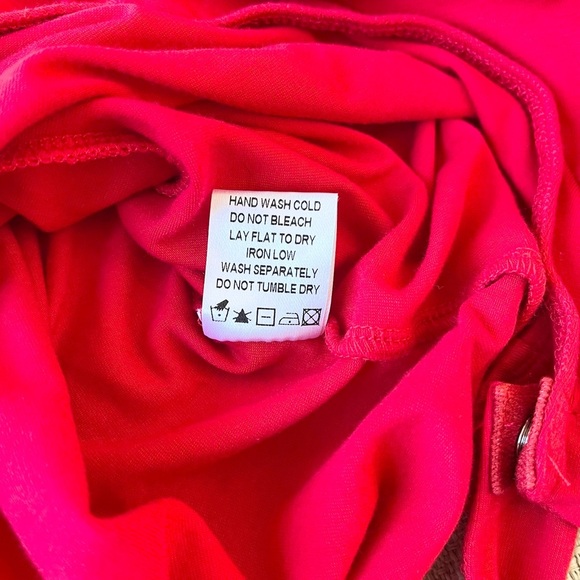 HAND WASH COLD
DO NOT BLEACH
LAY FLAT TO DRY
IRON LOW
WASH SEPARATELY
DO NOT TUMBLE DRY